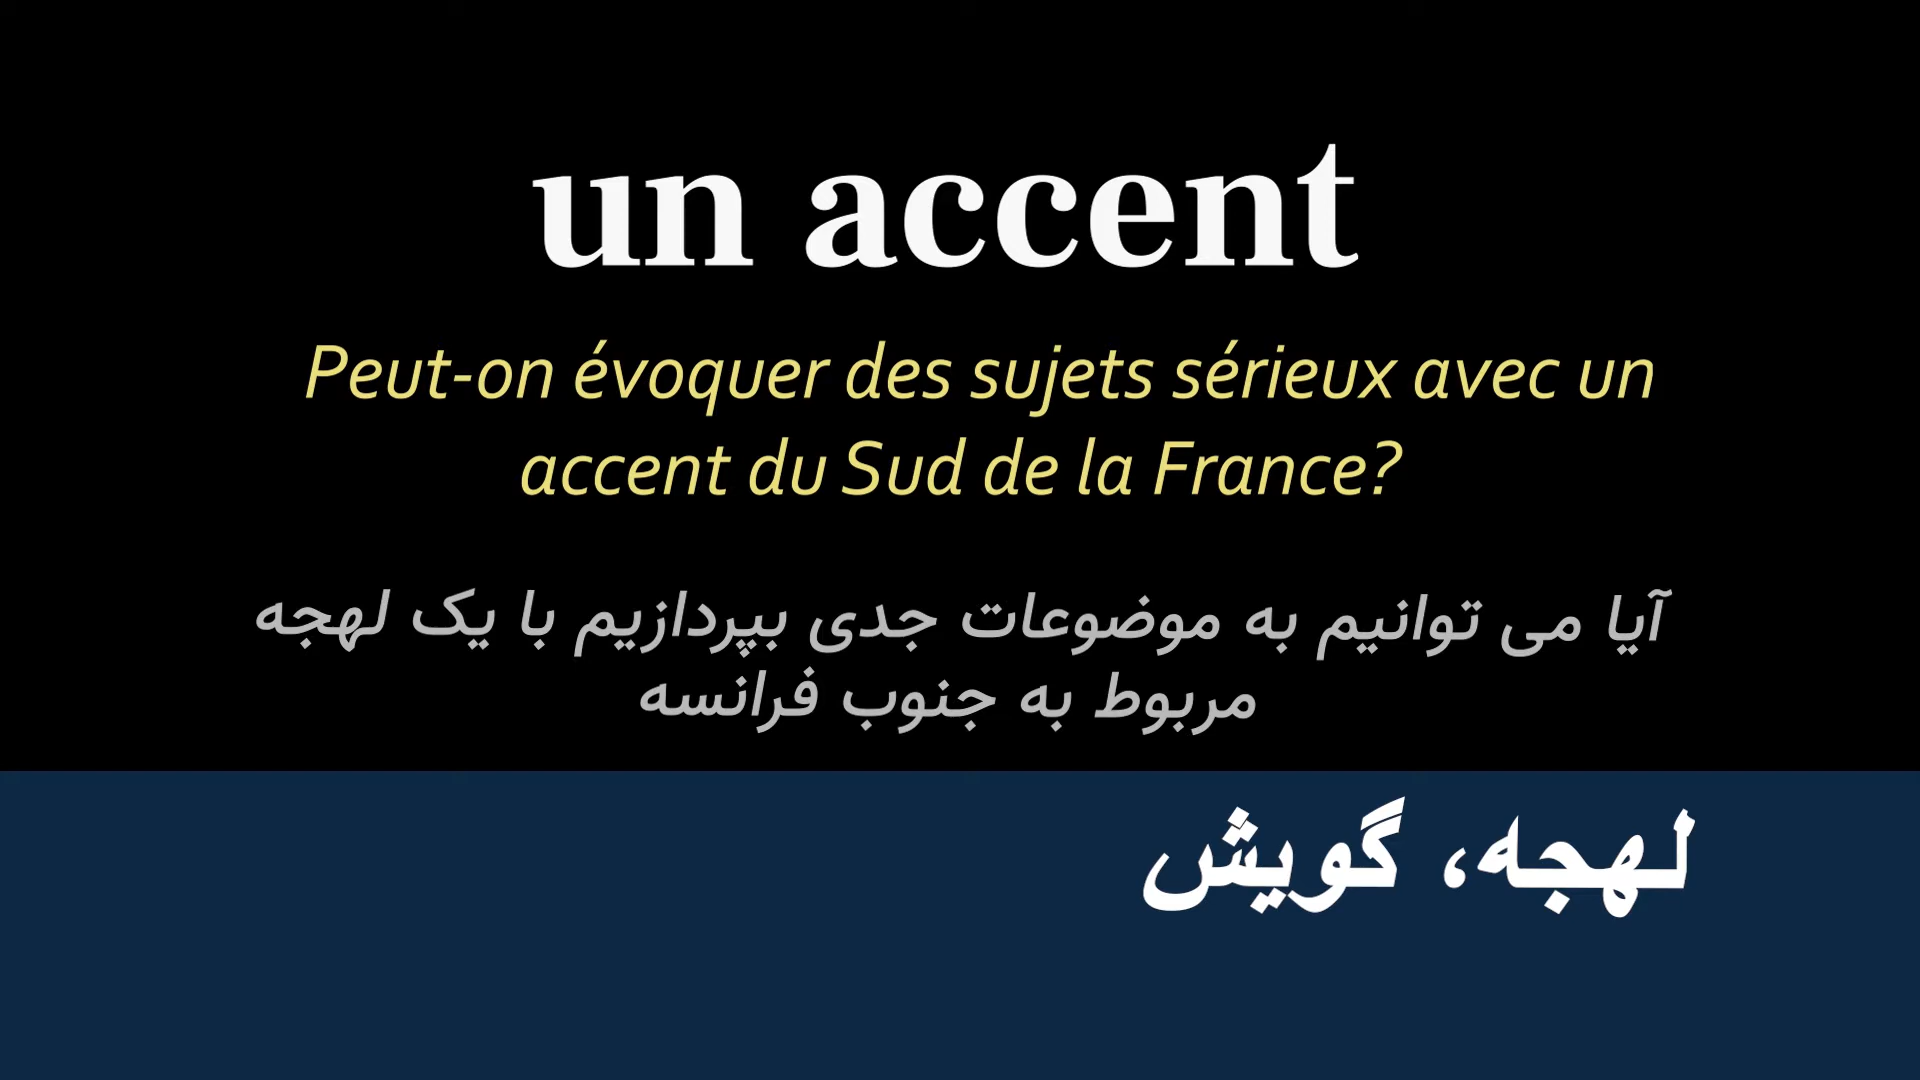 un accent
Peut-on évoquer des sujets sérieux avec un
accent du Sud de la France?
آیا می توانیم به موضوعات جدی بپردازیم با یک لهجه
مربوط به جنوب فرانسه
لهجه، گویش